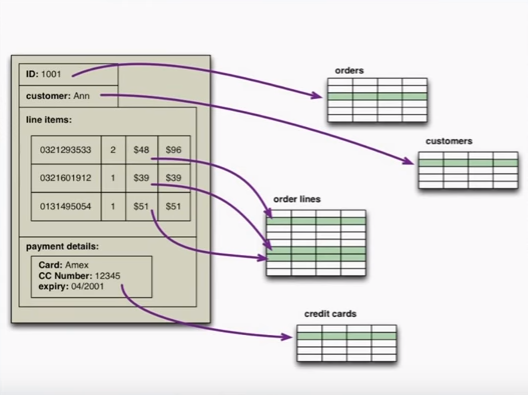 ID: 1001
customer: Ann
line items:
0321293533 2 $48 $96
0321601912 1 $39 $39
0131495054 1 $51 $51
payment details:
Card: Amex
CC Number: 12345
expiry: 04/2001
orders
customers
order lines
credit cards